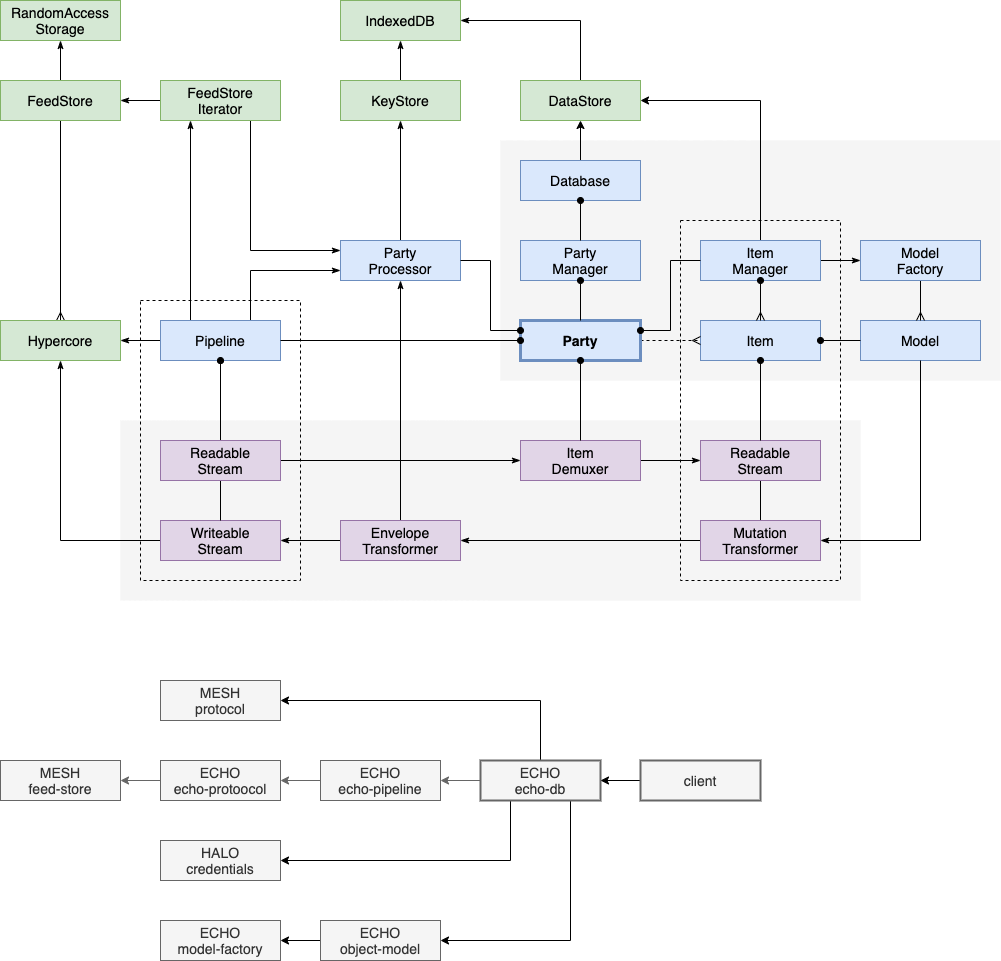 RandomAccess
Storage
IndexedDB
FeedStore
FeedStore
Iterator
KeyStore
DataStore
Database
Party
Processor
Party
Manager
Item
Manager
Model
Factory
Hypercore
Pipeline
Party
Item
Model
Readable
Stream
Item
Demuxer
Readable
Stream
Writeable
Stream
Envelope
Transformer
Mutation
Transformer
MESH
protocol
MESH
feed-store
ECHO
echo-protoocol
ECHO
echo-pipeline
ECHO
echo-db
client
HALO
credentials
ECHO
model-factory
ECHO
object-model